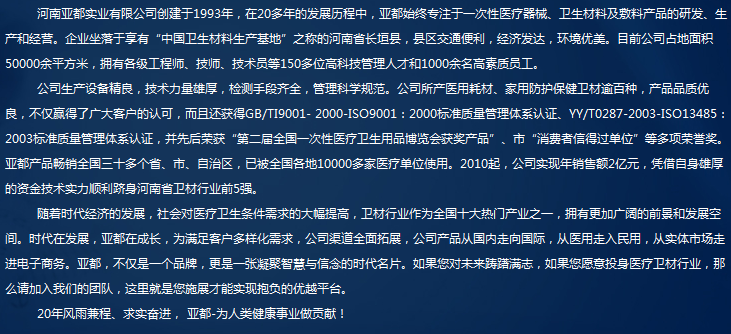 河南亚都实业有限公司创建于1993年，在20多年的发展历程中，亚都始终专注于一次性医疗器械、卫生材料及敷料产品的研发、生
产和经营。企业坐落于享有“中国卫生材料生产基地”之称的河南省长垣县，县区交通便利，经济发达，环境优美。目前公司占地面积
50000余平方米，拥有各级工程师、技师、技术员等150多位高科技管理人才和1000余名高素质员工。
公司生产设备精良，技术力量雄厚，检测手段齐全，管理科学规范。公司所产医用耗材、家用防护保健卫材逾百种，产品品质优
良，不仅赢得了广大客户的认可，而且还获得GB/TI9001- 2000-ISO9001：2000标准质量管理体系认证、YY/T0287-2003-ISO13485：
2003标准质量管理体系认证，并先后荣获“第二届全国一次性医疗卫生用品博览会获奖产品”、市“消费者信得过单位”等多项荣誉奖。
亚都产品畅销全国三十多个省、市、自治区，已被全国各地10000多家医疗单位使用。2010起，公司实现年销售额2亿元，凭借自身雄厚
的资金技术实力顺利跻身河南省卫材行业前5强。
随着时代经济的发展，社会对医疗卫生条件需求的大幅提高，卫材行业作为全国十大热门产业之一，拥有更加广阔的前景和发展空
间。时代在发展，亚都在成长，为满足客户多样化需求，公司渠道全面拓展，公司产品从国内走向国际，从医用走入民用，从实体市场走
进电子商务。亚都，不仅是一个品牌，更是一张凝聚智慧与信念的时代名片。如果您对未来踌躇满志，如果您愿意投身医疗卫材行业，那
么请加入我们的团队，这里就是您施展才能实现抱负的优越平台。
20年风雨兼程、求实奋进， 亚都-为人类健康事业做贡献！